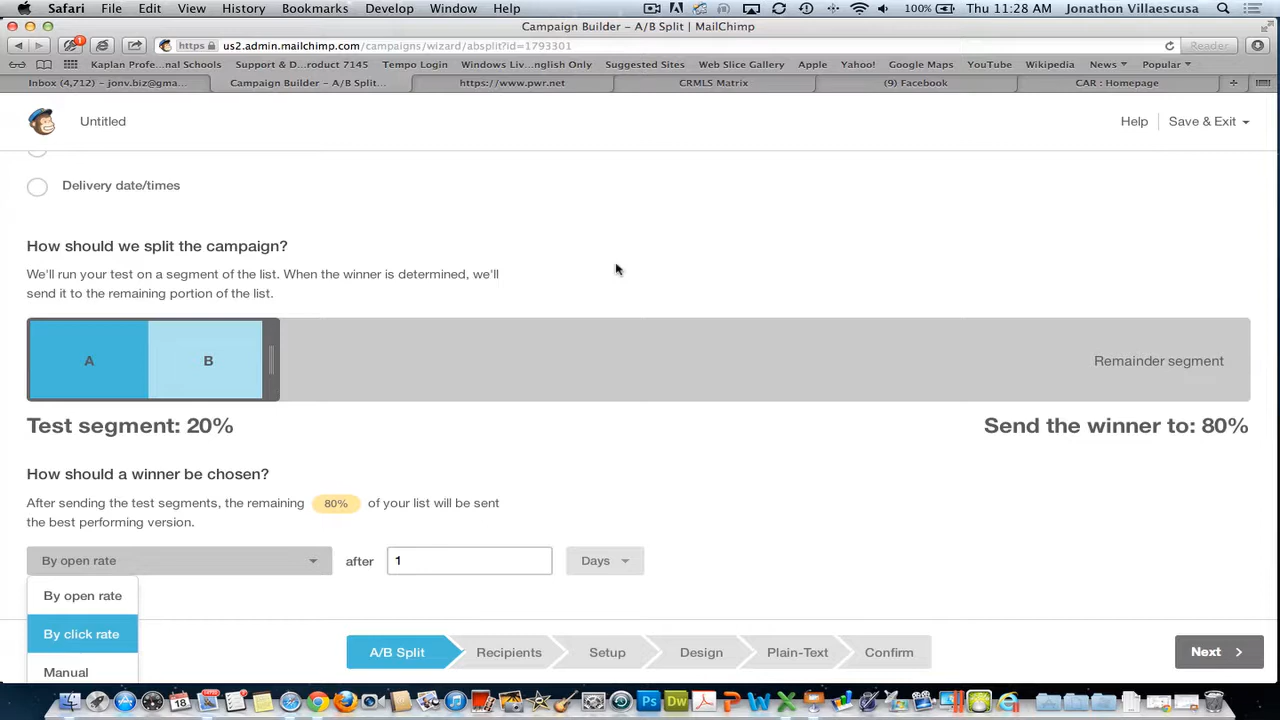 Safari File Edit View History Bookmarks Develop Window Help 100% Thu 11:28 AM Jonathon Villaescusa
Campaign Builder – A/B Split | MailChimp
https us2.admin.mailchimp.com/campaigns/wizard/absplit?id=1793301 Reader
Kaplan Profe...nal Schools Support & D...roduct 7145 Tempo Login Windows Liv...nglish Only Suggested Sites Web Slice Gallery Apple Yahoo! Google Maps YouTube Wikipedia News Popular
Inbox (4,712) – jonv.biz@gma... Campaign Builder – A/B Split... https://www.pwr.net CRMLS Matrix (9) Facebook CAR : Homepage
Untitled Help Save & Exit
Delivery date/times
How should we split the campaign?
We'll run your test on a segment of the list. When the winner is determined, we'll
send it to the remaining portion of the list.
A B Remainder segment
Test segment: 20% Send the winner to: 80%
How should a winner be chosen?
After sending the test segments, the remaining 80% of your list will be sent
the best performing version.
By open rate after 1 Days
By open rate
By click rate
Manual
A/B Split Recipients Setup Design Plain-Text Confirm Next
18 Ps Dw